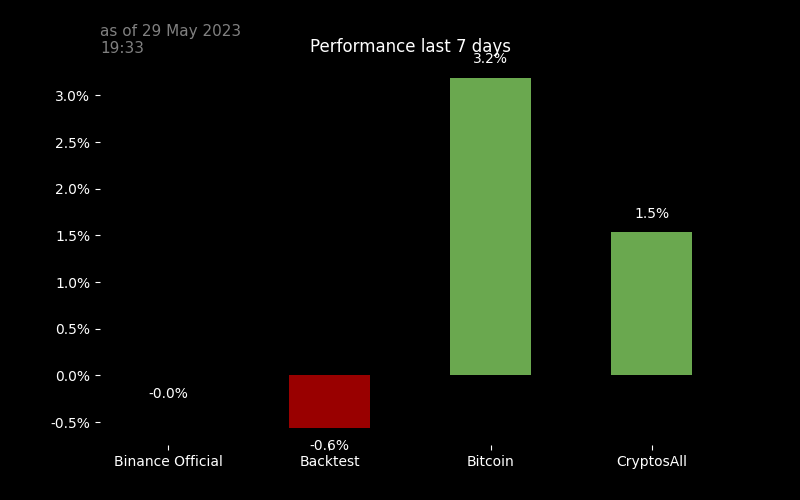 as of 29 May 2023
19:33
Performance last 7 days
3.2%
3.0%
2.5%
2.0%
1.5%
1.5%
1.0%
0.5%
0.0%
-0.0%
-0.5%
-0.6%
Binance Official
Backtest
Bitcoin
CryptosAll